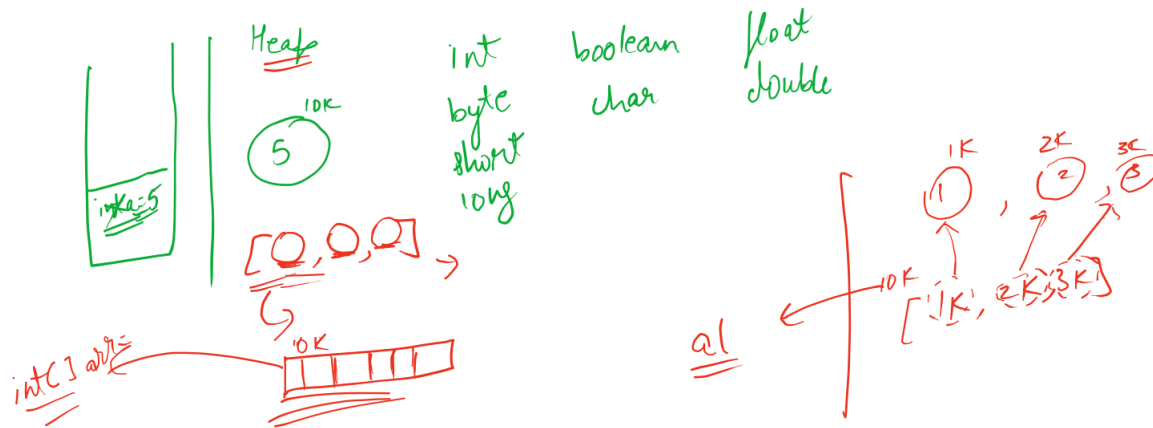 Heap
int boolean float
byte char double
short
long
10K
5
int a=5
[ , , ]
10K
int[] arr=
1K 2K 3K
1 , 2 , 3
10K
[1K, 2K, 3K]
al